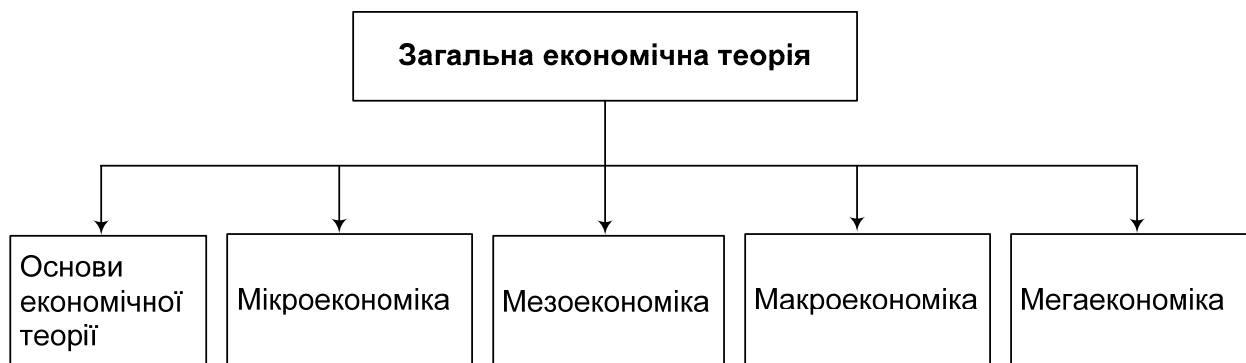 Загальна економічна теорія
Основи
економічної
теорії
Мікроекономіка
Мезоекономіка
Макроекономіка
Мегаекономіка